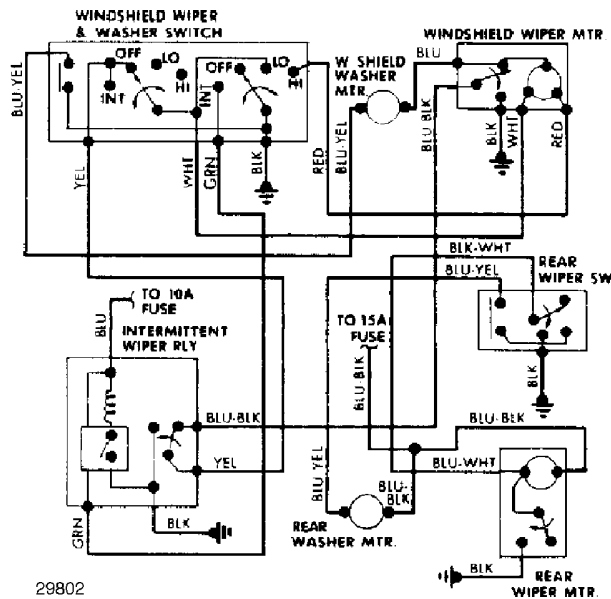 WINDSHIELD WIPER
& WASHER SWITCH
WINDSHIELD WIPER MTR.
OFF
LO
HI
INT
OFF
LO
HI
INT
W SHIELD
WASHER
MTR.
BLU
BLU-YEL
YEL
WHT
GRN
BLK
RED
BLU-YEL
BLU-BLK
BLK
WHT
RED
BLK-WHT
BLU-YEL
REAR
WIPER SW
TO 10A
FUSE
BLU
INTERMITTENT
WIPER RLY
TO 15A
FUSE
BLU-BLK
BLK
BLU-BLK
YEL
BLU-BLK
BLU-WHT
BLU-YEL
BLU-
BLK
GRN
BLK
REAR
WASHER MTR.
BLK
REAR
WIPER MTR.
29802